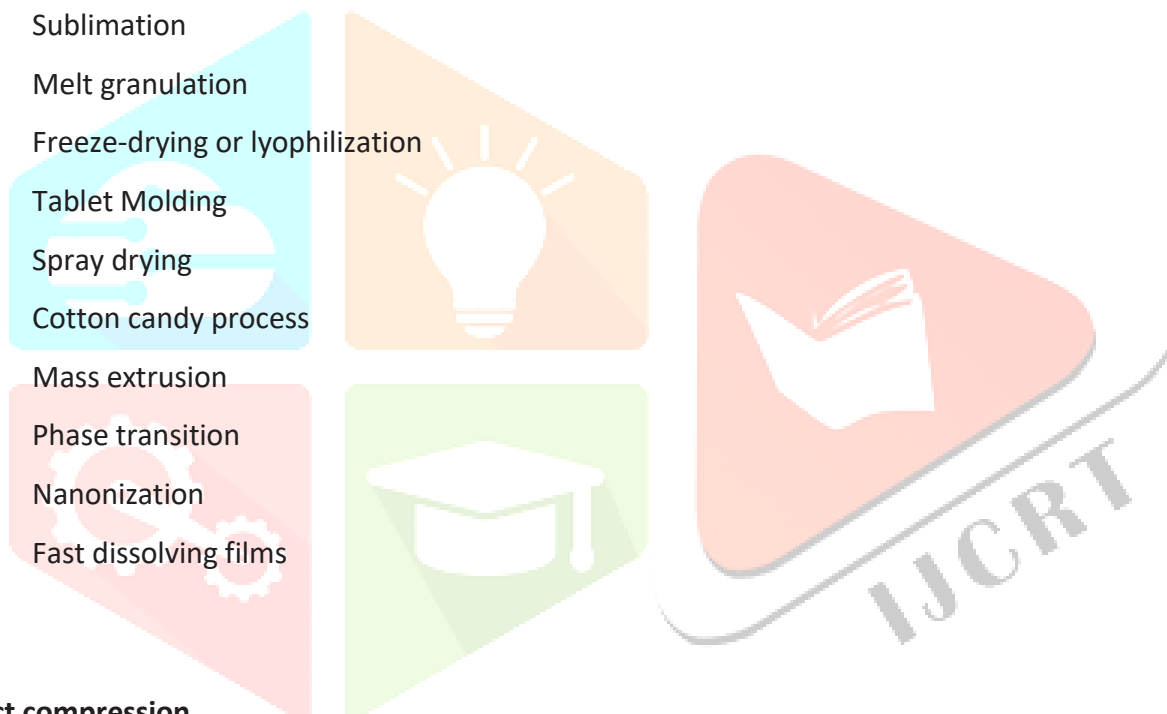 Sublimation
Melt granulation
Freeze-drying or lyophilization
Tablet Molding
Spray drying
Cotton candy process
Mass extrusion
Phase transition
Nanonization
Fast dissolving films
IJCRT
compression